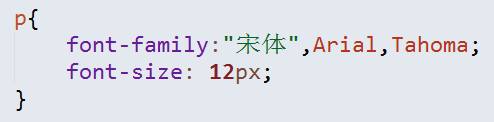 p{
    font-family:"宋体",Arial,Tahoma;
    font-size: 12px;
}